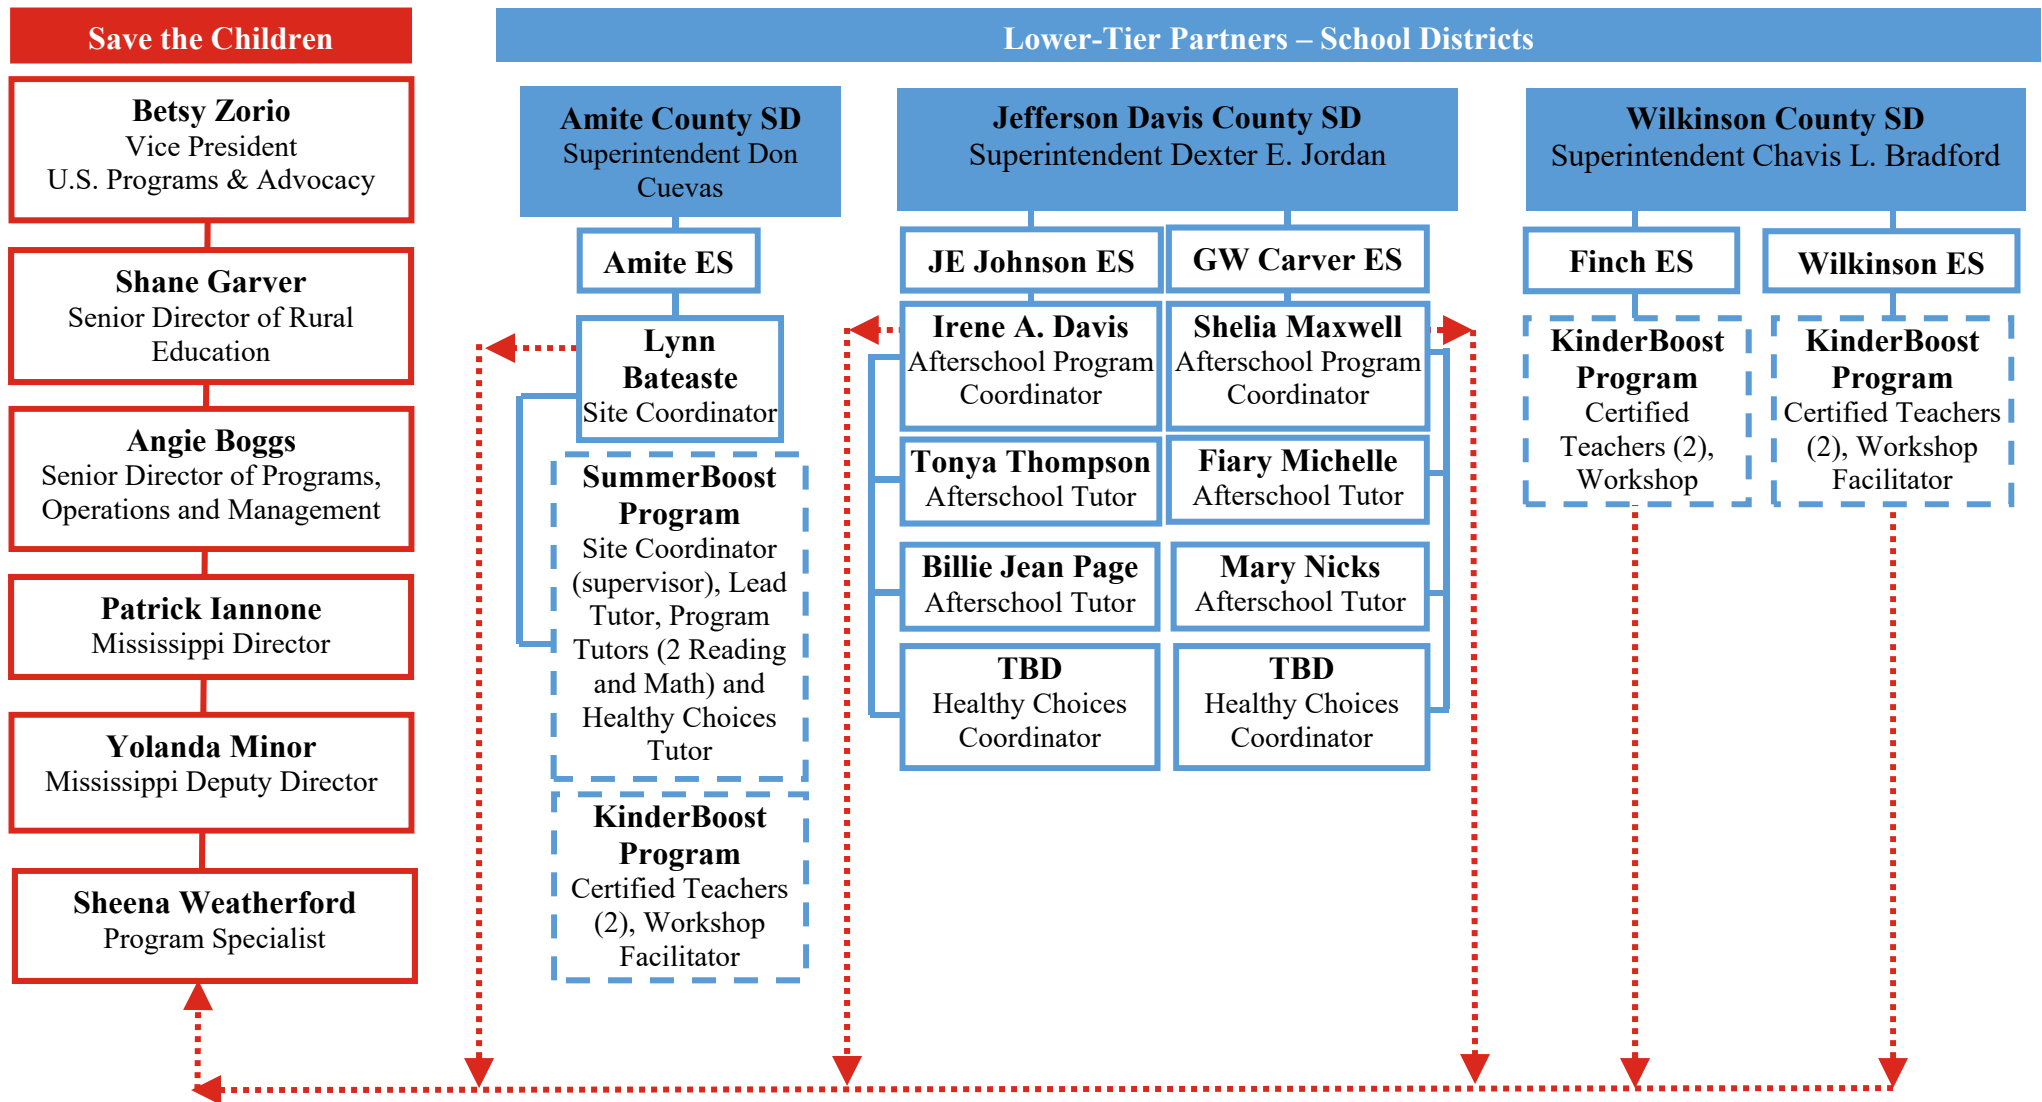 Save the Children
Betsy Zorio
Vice President
U.S. Programs & Advocacy
Shane Garver
Senior Director of Rural
Education
Angie Boggs
Senior Director of Programs,
Operations and Management
Patrick Iannone
Mississippi Director
Yolanda Minor
Mississippi Deputy Director
Sheena Weatherford
Program Specialist
Lower-Tier Partners – School Districts
Amite County SD
Superintendent Don
Cuevas
Amite ES
Lynn
Bateaste
Site Coordinator
SummerBoost
Program
Site Coordinator
(supervisor), Lead
Tutor, Program
Tutors (2 Reading
and Math) and
Healthy Choices
Tutor
KinderBoost
Program
Certified Teachers
(2), Workshop
Facilitator
Jefferson Davis County SD
Superintendent Dexter E. Jordan
JE Johnson ES
Irene A. Davis
Afterschool Program
Coordinator
Tonya Thompson
Afterschool Tutor
Billie Jean Page
Afterschool Tutor
TBD
Healthy Choices
Coordinator
GW Carver ES
Shelia Maxwell
Afterschool Program
Coordinator
Fiary Michelle
Afterschool Tutor
Mary Nicks
Afterschool Tutor
TBD
Healthy Choices
Coordinator
Wilkinson County SD
Superintendent Chavis L. Bradford
Finch ES
KinderBoost
Program
Certified
Teachers (2),
Workshop
Wilkinson ES
KinderBoost
Program
Certified Teachers
(2), Workshop
Facilitator